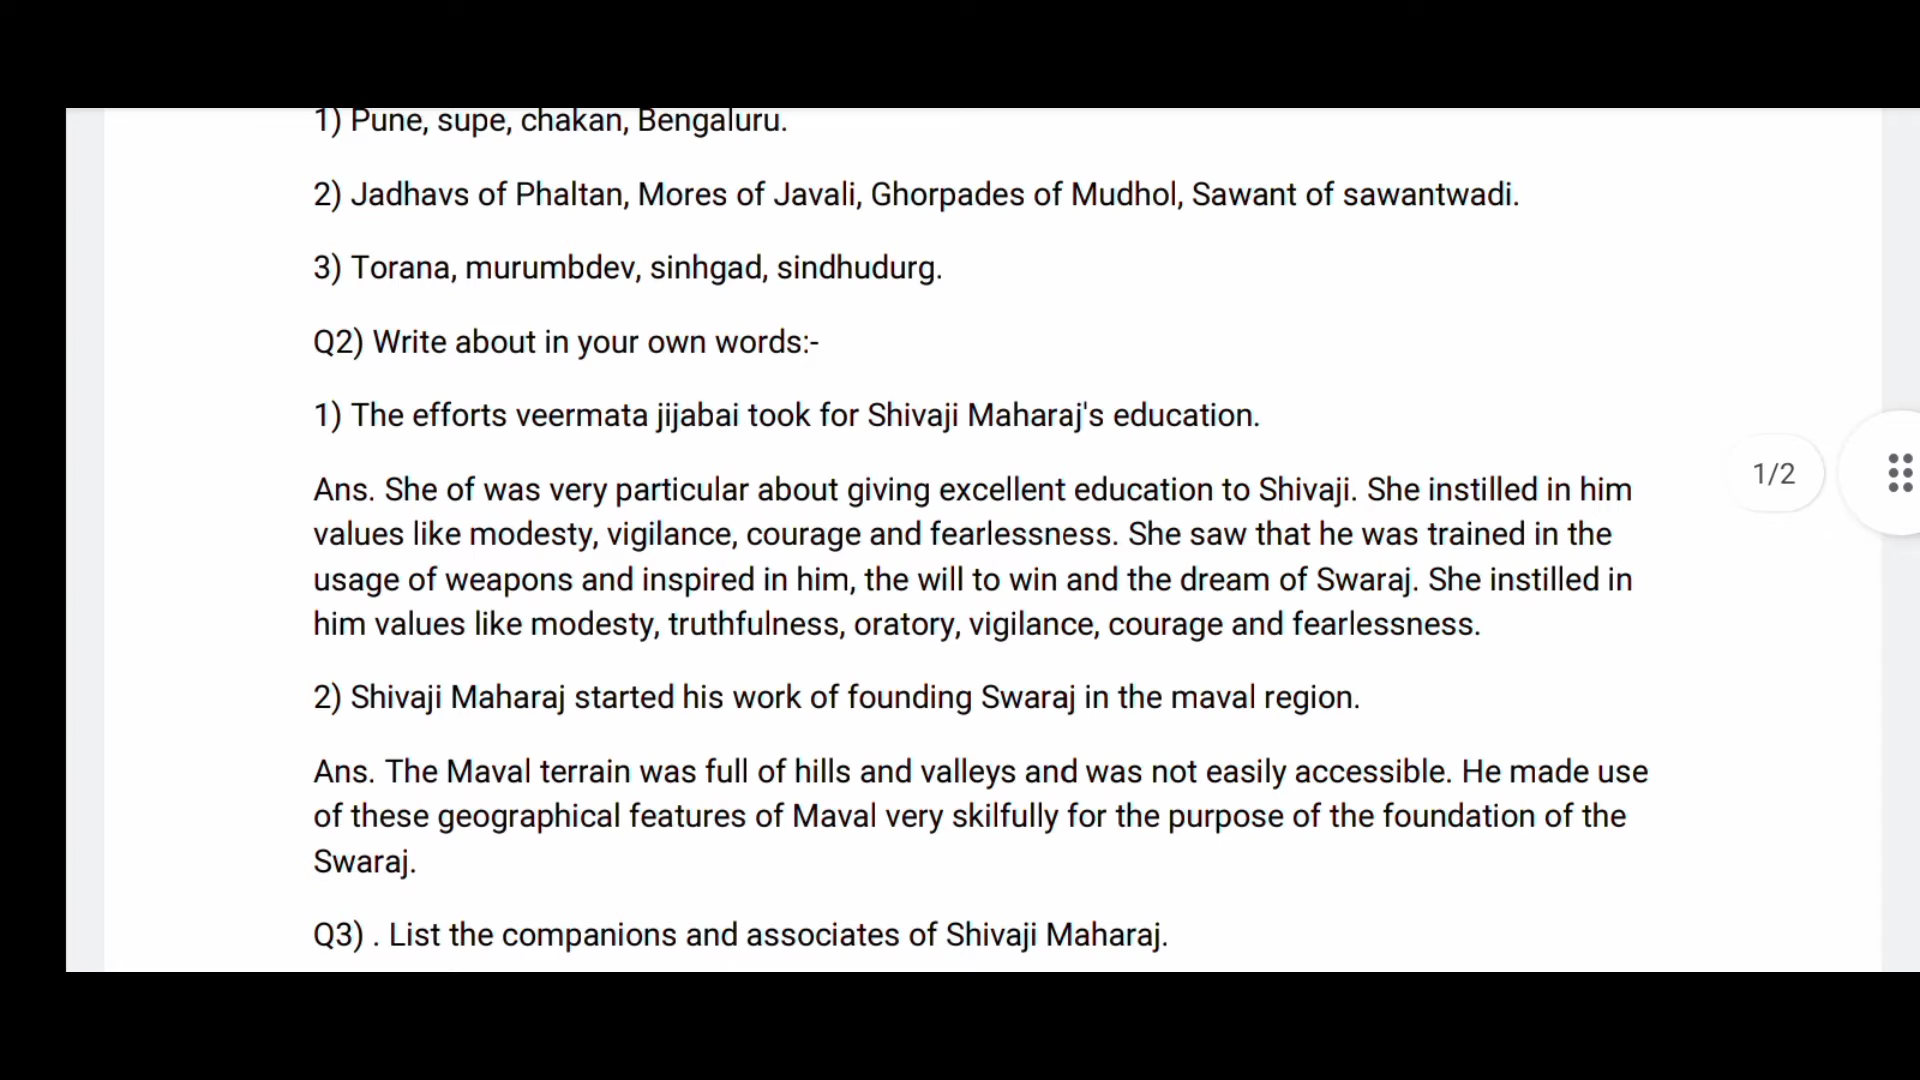 1) Pune, supe, chakan, Bengaluru.
2) Jadhavs of Phaltan, Mores of Javali, Ghorpades of Mudhol, Sawant of sawantwadi.
3) Torana, murumbdev, sinhgad, sindhudurg.
Q2) Write about in your own words:-
1) The efforts veermata jijabai took for Shivaji Maharaj's education.
Ans. She of was very particular about giving excellent education to Shivaji. She instilled in him
values like modesty, vigilance, courage and fearlessness. She saw that he was trained in the
usage of weapons and inspired in him, the will to win and the dream of Swaraj. She instilled in
him values like modesty, truthfulness, oratory, vigilance, courage and fearlessness.
1/2
2) Shivaji Maharaj started his work of founding Swaraj in the maval region.
Ans. The Maval terrain was full of hills and valleys and was not easily accessible. He made use
of these geographical features of Maval very skilfully for the purpose of the foundation of the
Swaraj.
Q3) . List the companions and associates of Shivaji Maharaj.